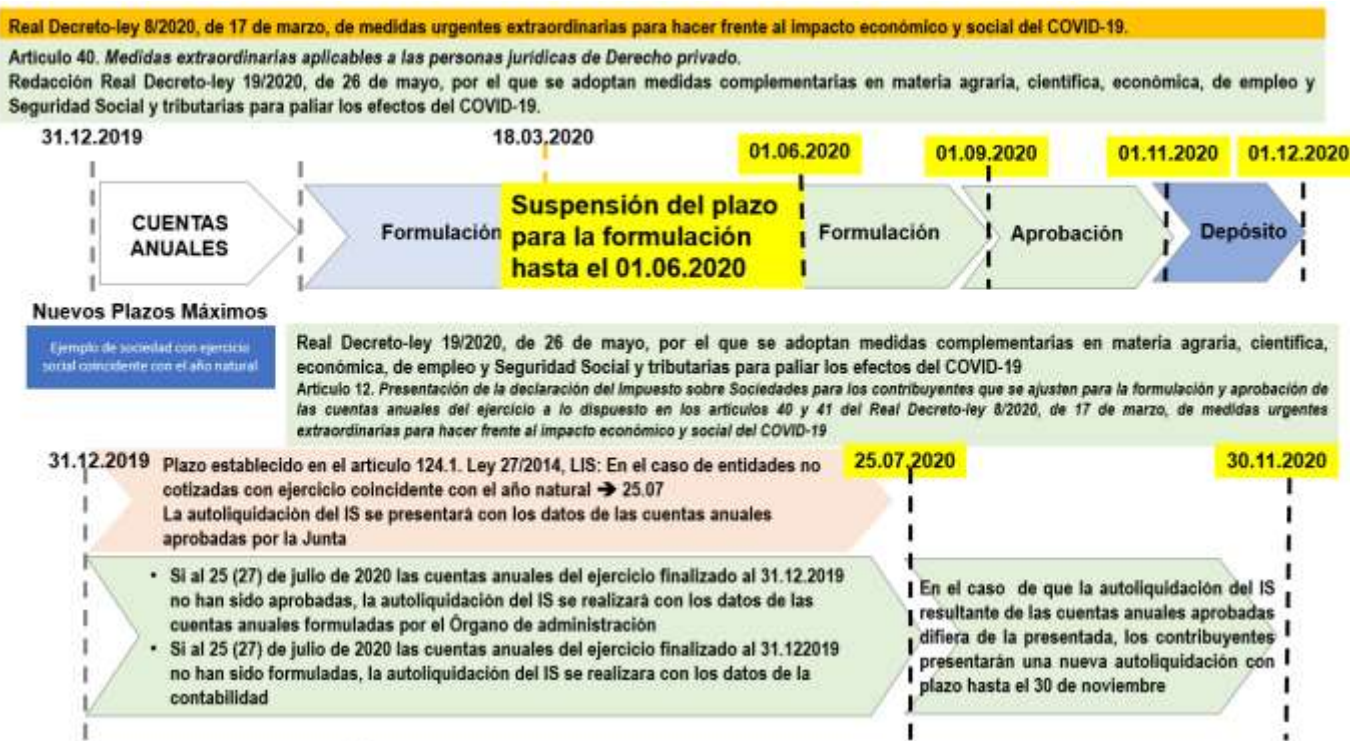 Real Decreto-ley 8/2020, de 17 de marzo, de medidas urgentes extraordinarias para hacer frente al impacto económico y social del COVID-19.
Articulo 40. Medidas extraordinarias aplicables a las personas jurídicas de Derecho privado.
Redacción Real Decreto-ley 19/2020, de 26 de mayo, por el que se adoptan medidas complementarias en materia agraria, científica, económica, de empleo y
Seguridad Social y tributarias para paliar los efectos del COVID-19.
31.12.2019
18.03.2020
01.06.2020
01.09.2020
01.11.2020
01.12.2020
CUENTAS
ANUALES
Formulación
Suspensión del plazo
para la formulación
hasta el 01.06.2020
Formulación
Aprobación
Depósito
Nuevos Plazos Máximos
Ejemplo de sociedad con ejercicio
social coincidente con el año natural
Real Decreto-ley 19/2020, de 26 de mayo, por el que se adoptan medidas complementarias en materia agraria, científica,
económica, de empleo y Seguridad Social y tributarias para paliar los efectos del COVID-19
Artículo 12. Presentación de la declaración del Impuesto sobre Sociedades para los contribuyentes que se ajusten para la formulación y aprobación de
las cuentas anuales del ejercicio a lo dispuesto en los artículos 40 y 41 del Real Decreto-ley 8/2020, de 17 de marzo, de medidas urgentes
extraordinarias para hacer frente al impacto económico y social del COVID-19
31.12.2019
Plazo establecido en el artículo 124.1. Ley 27/2014, LIS: En el caso de entidades no
cotizadas con ejercicio coincidente con el año natural ➔ 25.07
La autoliquidación del IS se presentará con los datos de las cuentas anuales
aprobadas por la Junta
25.07.2020
30.11.2020
• Si al 25 (27) de julio de 2020 las cuentas anuales del ejercicio finalizado al 31.12.2019
no han sido aprobadas, la autoliquidación del IS se realizará con los datos de las
cuentas anuales formuladas por el Órgano de administración
• Si al 25 (27) de julio de 2020 las cuentas anuales del ejercicio finalizado al 31.122019
no han sido formuladas, la autoliquidación del IS se realizara con los datos de la
contabilidad
En el caso de que la autoliquidación del IS
resultante de las cuentas anuales aprobadas
difiera de la presentada, los contribuyentes
presentarán una nueva autoliquidación con
plazo hasta el 30 de noviembre